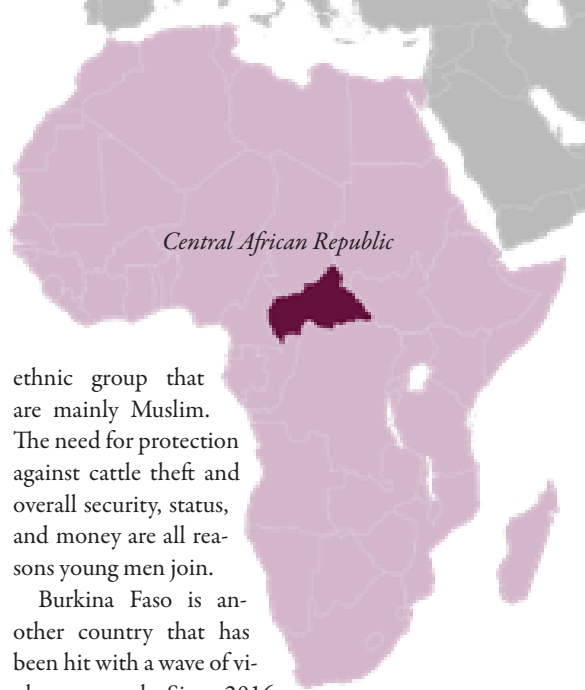 Central African Republic
ethnic group that
are mainly Muslim.
The need for protection
against cattle theft and
overall security, status,
and money are all rea-
sons young men join.
Burkina Faso is an-
other country that has
been hit with a wave of vi-
2016